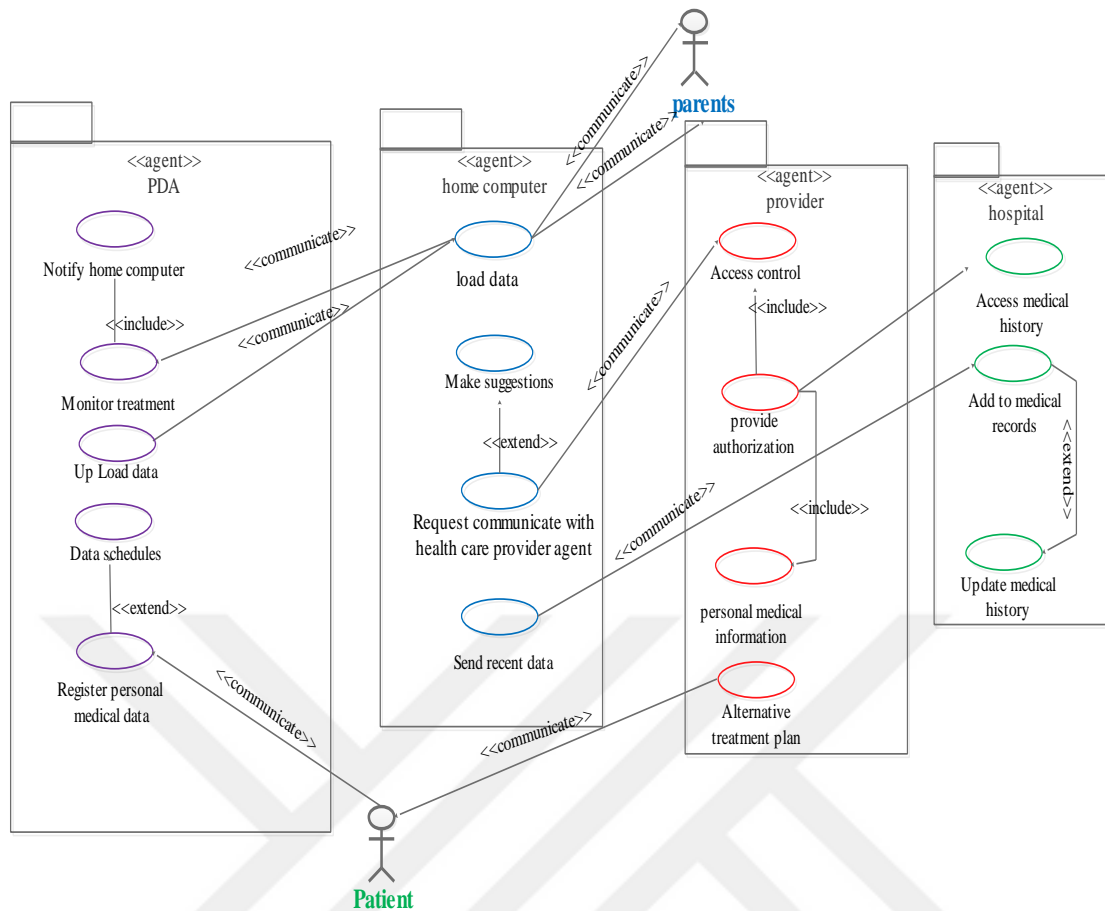 parents
<<communicate>>
<<communicate>>
<<agent>>
PDA
Notify home computer
<<include>>
Monitor treatment
Up Load data
Data schedules
<<extend>>
Register personal
medical data
<<communicate>>
<<communicate>>
<<agent>>
home computer
load data
Make suggestions
<<extend>>
Request communicate with
health care provider agent
Send recent data
<<communicate>>
<<communicate>>
<<agent>>
provider
Access control
<<include>>
provide
authorization
<<include>>
personal medical
information
Alternative
treatment plan
<<agent>>
hospital
Access medical
history
Add to medical
records
<<extend>>
Update medical
history
<<communicate>>
<<communicate>>
Patient